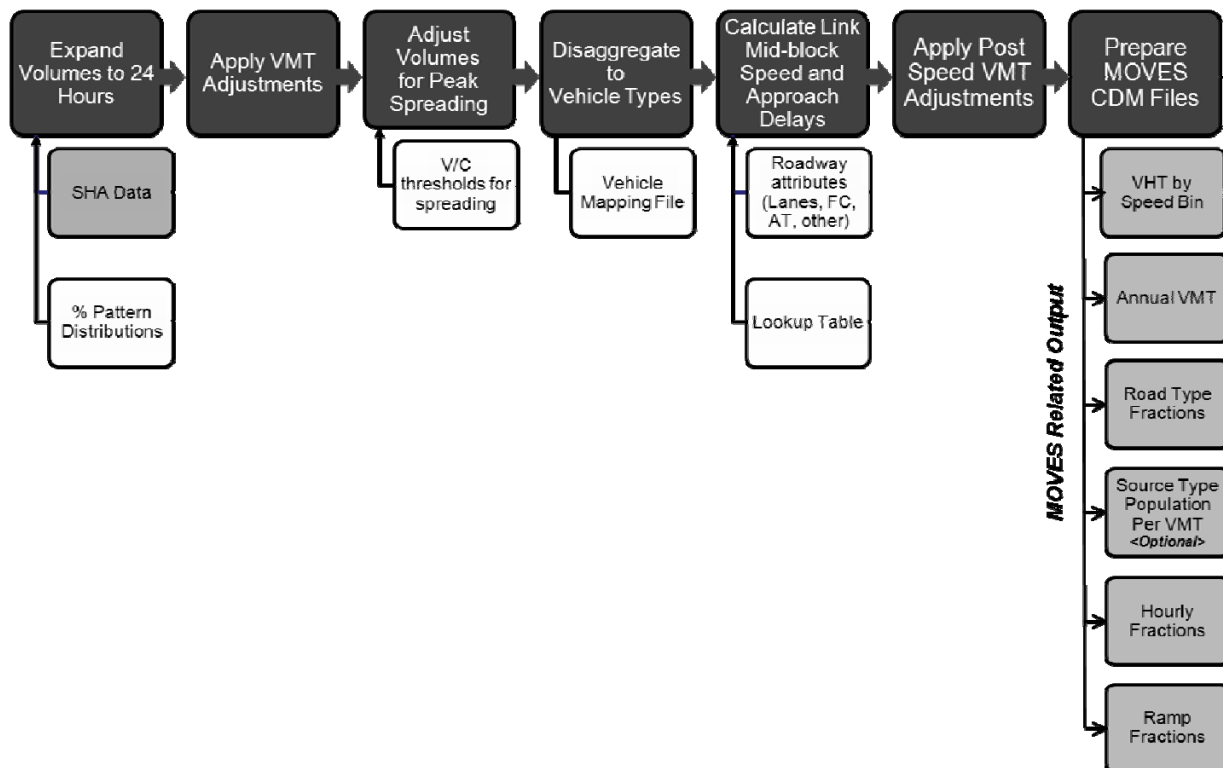 Expand
Volumes to 24
Hours
Apply VMT
Adjustments
Adjust
Volumes
for Peak
Spreading
Disaggregate
to
Vehicle Types
Calculate Link
Mid-block
Speed and
Approach
Delays
Apply Post
Speed VMT
Adjustments
Prepare
MOVES
CDM Files
SHA Data
% Pattern
Distributions
V/C
thresholds for
spreading
Vehicle
Mapping File
Roadway
attributes
(Lanes, FC,
AT, other)
Lookup Table
MOVES Related Output
VHT by
Speed Bin
Annual VMT
Road Type
Fractions
Source Type
Population
Per VMT
<Optional>
Hourly
Fractions
Ramp
Fractions